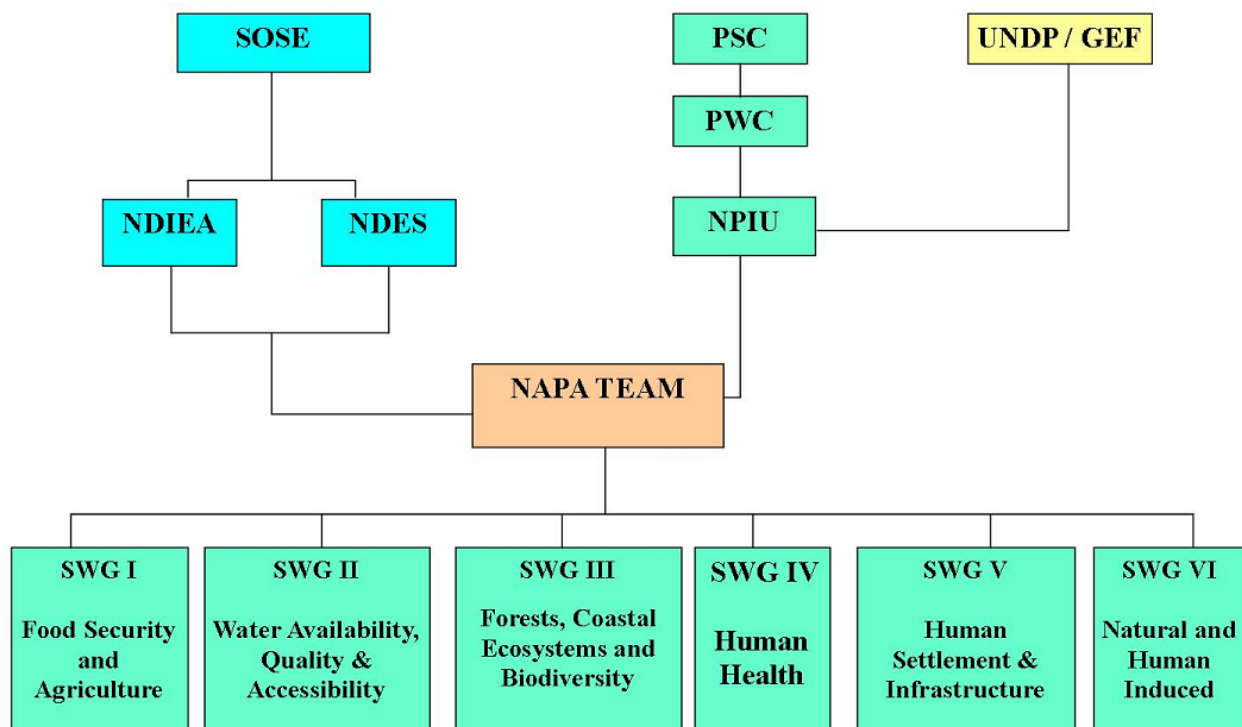 SOSE
PSC
UNDP / GEF
PWC
NDIEA
NDES
NPIU
NAPA TEAM
SWG I
Food Security
and
Agriculture
SWG II
Water Availability,
Quality &
Accessibility
SWG III
Forests, Coastal
Ecosystems and
Biodiversity
SWG IV
Human
Health
SWG V
Human
Settlement &
Infrastructure
SWG VI
Natural and
Human
Induced